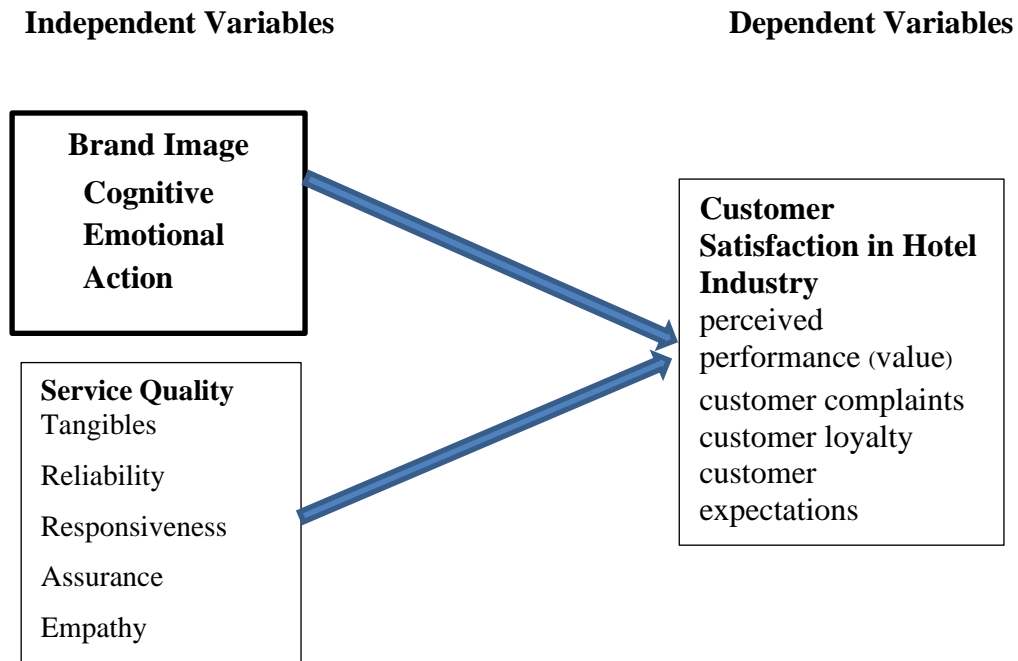 Independent Variables
Dependent Variables
Brand Image
Cognitive
Emotional
Action
Service Quality
Tangibles
Reliability
Responsiveness
Assurance
Empathy
Customer
Satisfaction in Hotel
Industry
perceived
performance (value)
customer complaints
customer loyalty
customer
expectations